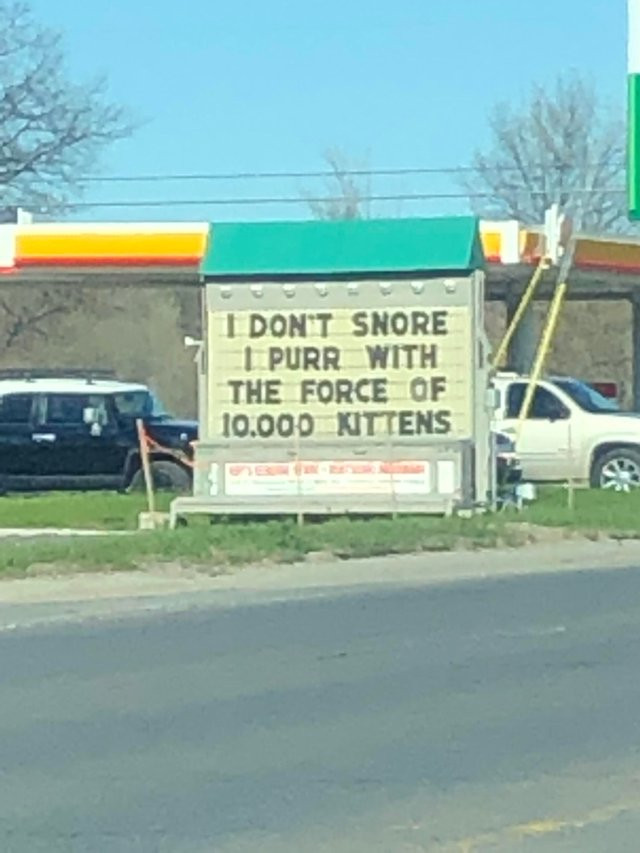 I DON'T SNORE
I PURR WITH
THE FORCE OF
10,000 KITTENS